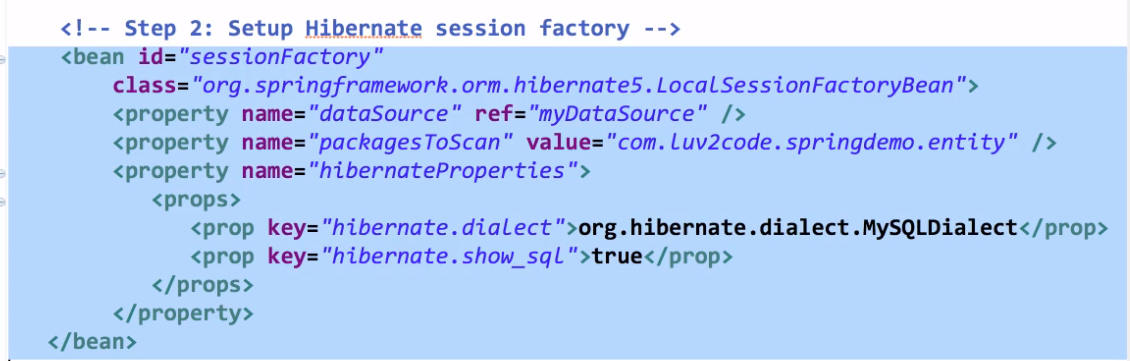 <!-- Step 2: Setup Hibernate session factory -->
<bean id="sessionFactory"
class="org.springframework.orm.hibernate5.LocalSessionFactoryBean">
<property name="dataSource" ref="myDataSource" />
<property name="packagesToScan" value="com.luv2code.springdemo.entity" />
<property name="hibernateProperties">
<props>
<prop key="hibernate.dialect">org.hibernate.dialect.MySQLDialect</prop>
<prop key="hibernate.show_sql">true</prop>
</props>
</property>
</bean>